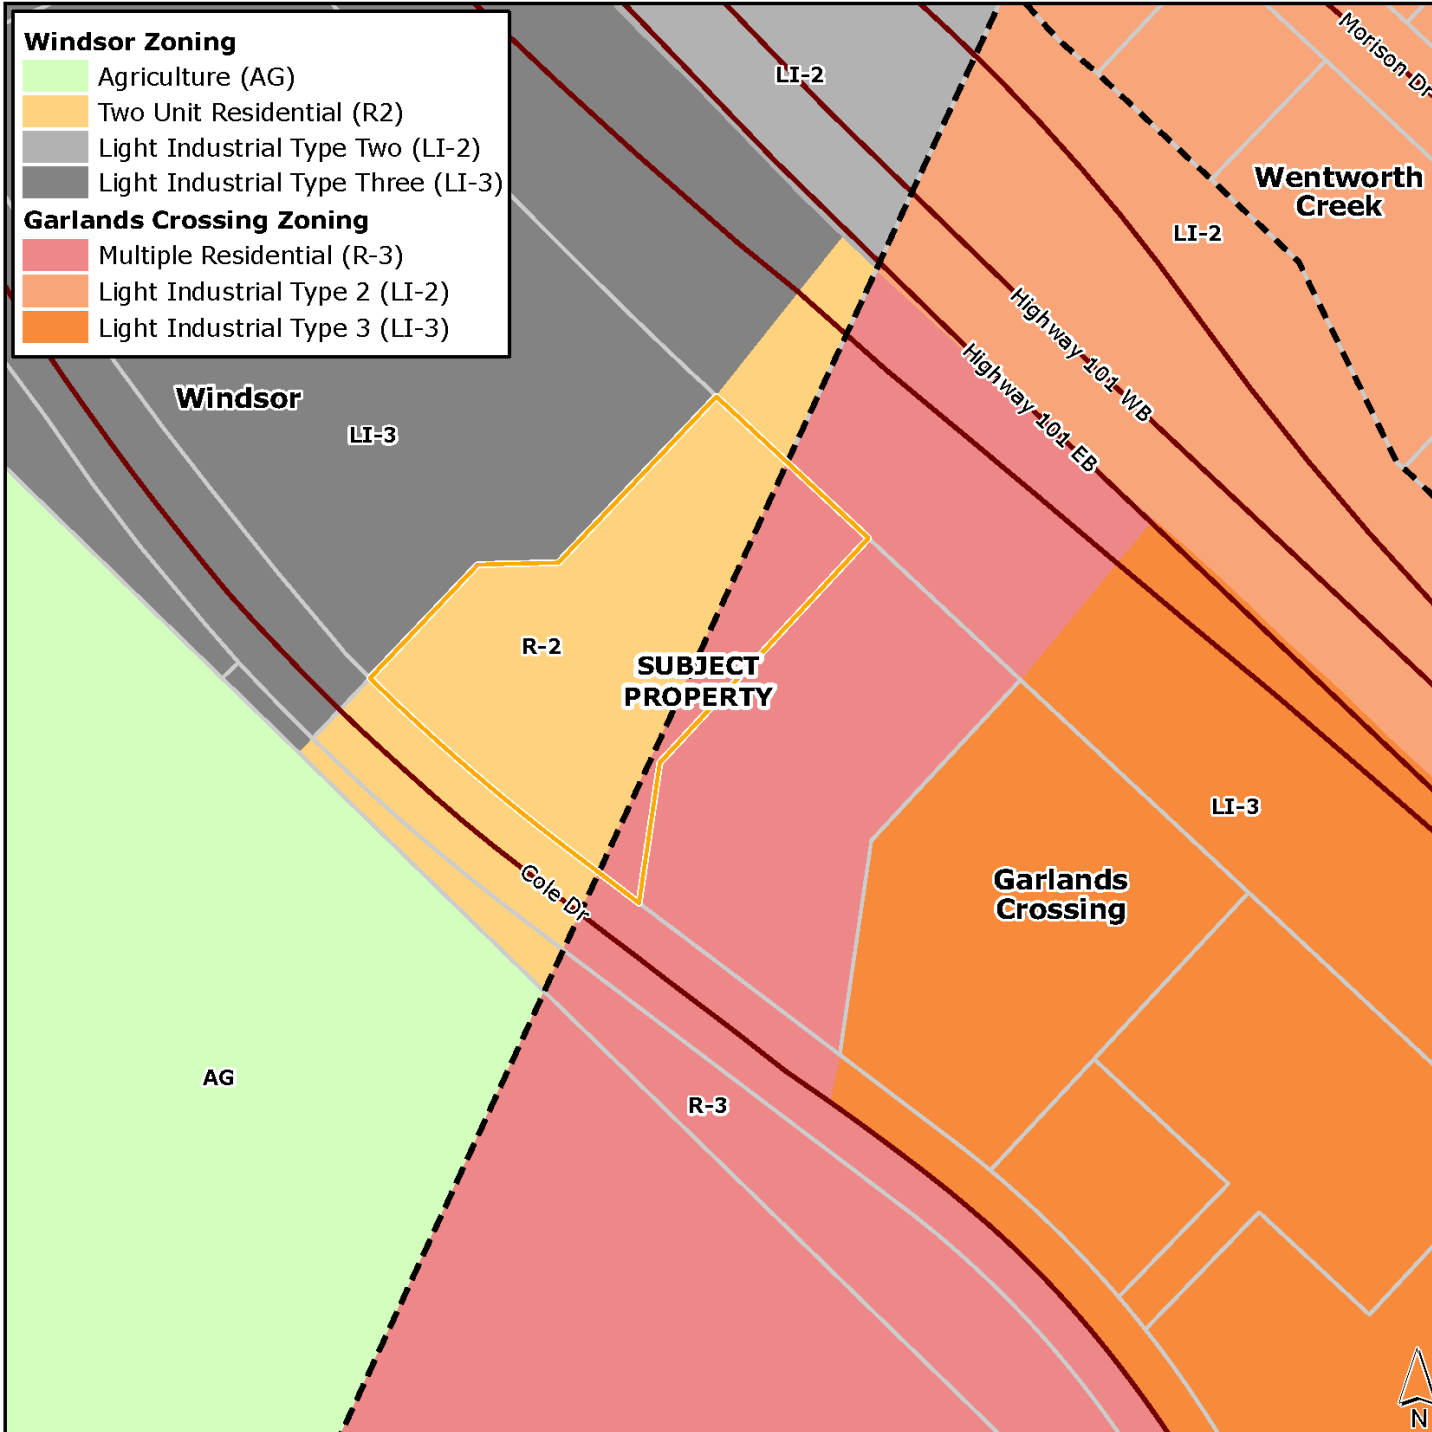 Windsor Zoning
Agriculture (AG)
Two Unit Residential (R2)
Light Industrial Type Two (LI-2)
Light Industrial Type Three (LI-3)
Garlands Crossing Zoning
Multiple Residential (R-3)
Light Industrial Type 2 (LI-2)
Light Industrial Type 3 (LI-3)
LI-2
Morison Dr
Wentworth
Creek
LI-2
Highway 101 WB
Highway 101 EB
Windsor
LI-3
R-2
SUBJECT
PROPERTY
LI-3
Garlands
Crossing
Cole Dr
AG
R-3
N